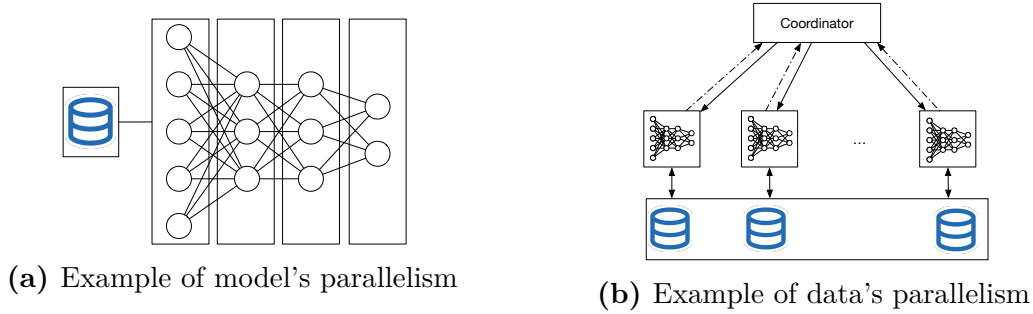 Coordinator
...
(a) Example of model's parallelism
(b) Example of data's parallelism